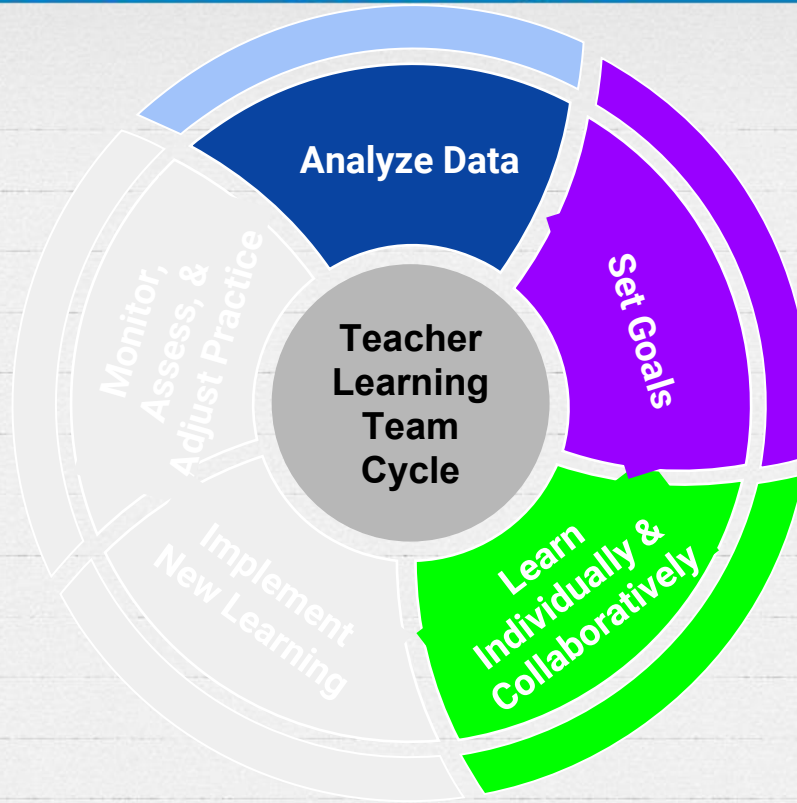 Analyze Data
Set Goals
Learn
Individually &
Collaboratively
Implement
New Learning
Monitor,
Assess, &
Adjust Practice
Teacher
Learning
Team
Cycle